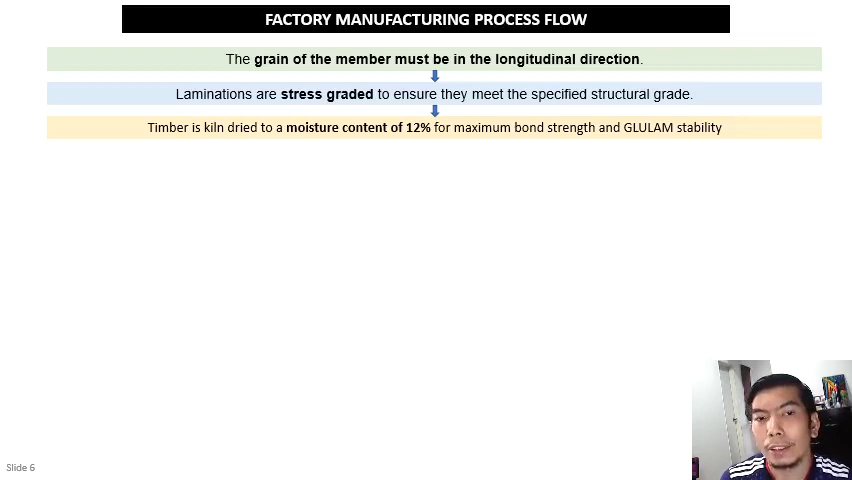 FACTORY MANUFACTURING PROCESS FLOW
The grain of the member must be in the longitudinal direction.
Laminations are stress graded to ensure they meet the specified structural grade.
Timber is kiln dried to a moisture content of 12% for maximum bond strength and GLULAM stability
Slide 6